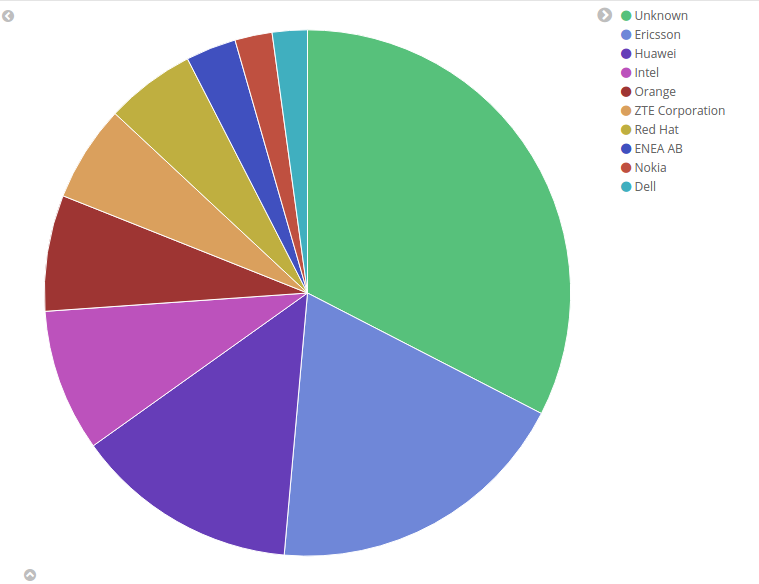 Unknown
Ericsson
Huawei
Intel
Orange
ZTE Corporation
Red Hat
ENEA AB
Nokia
Dell